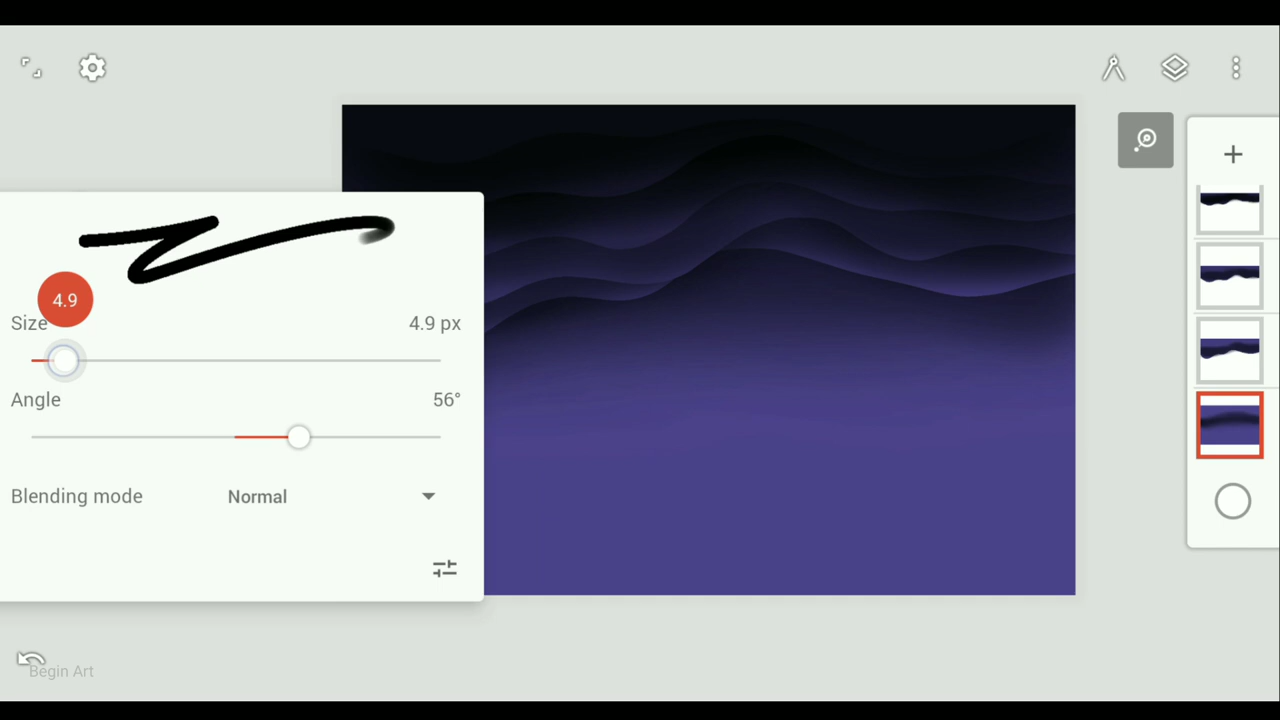 4.9
Size 4.9 px
Angle 56°
Blending mode Normal
Begin Art